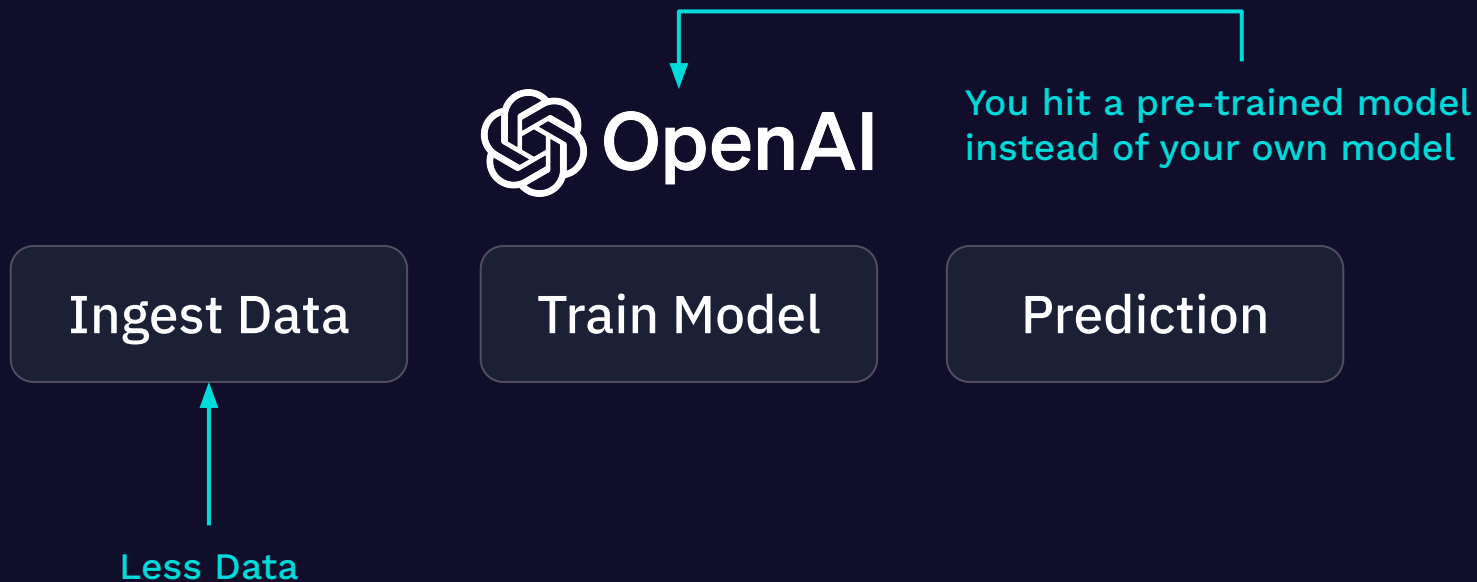 OpenAI
You hit a pre-trained model
instead of your own model
Ingest Data
Train Model
Prediction
Less Data